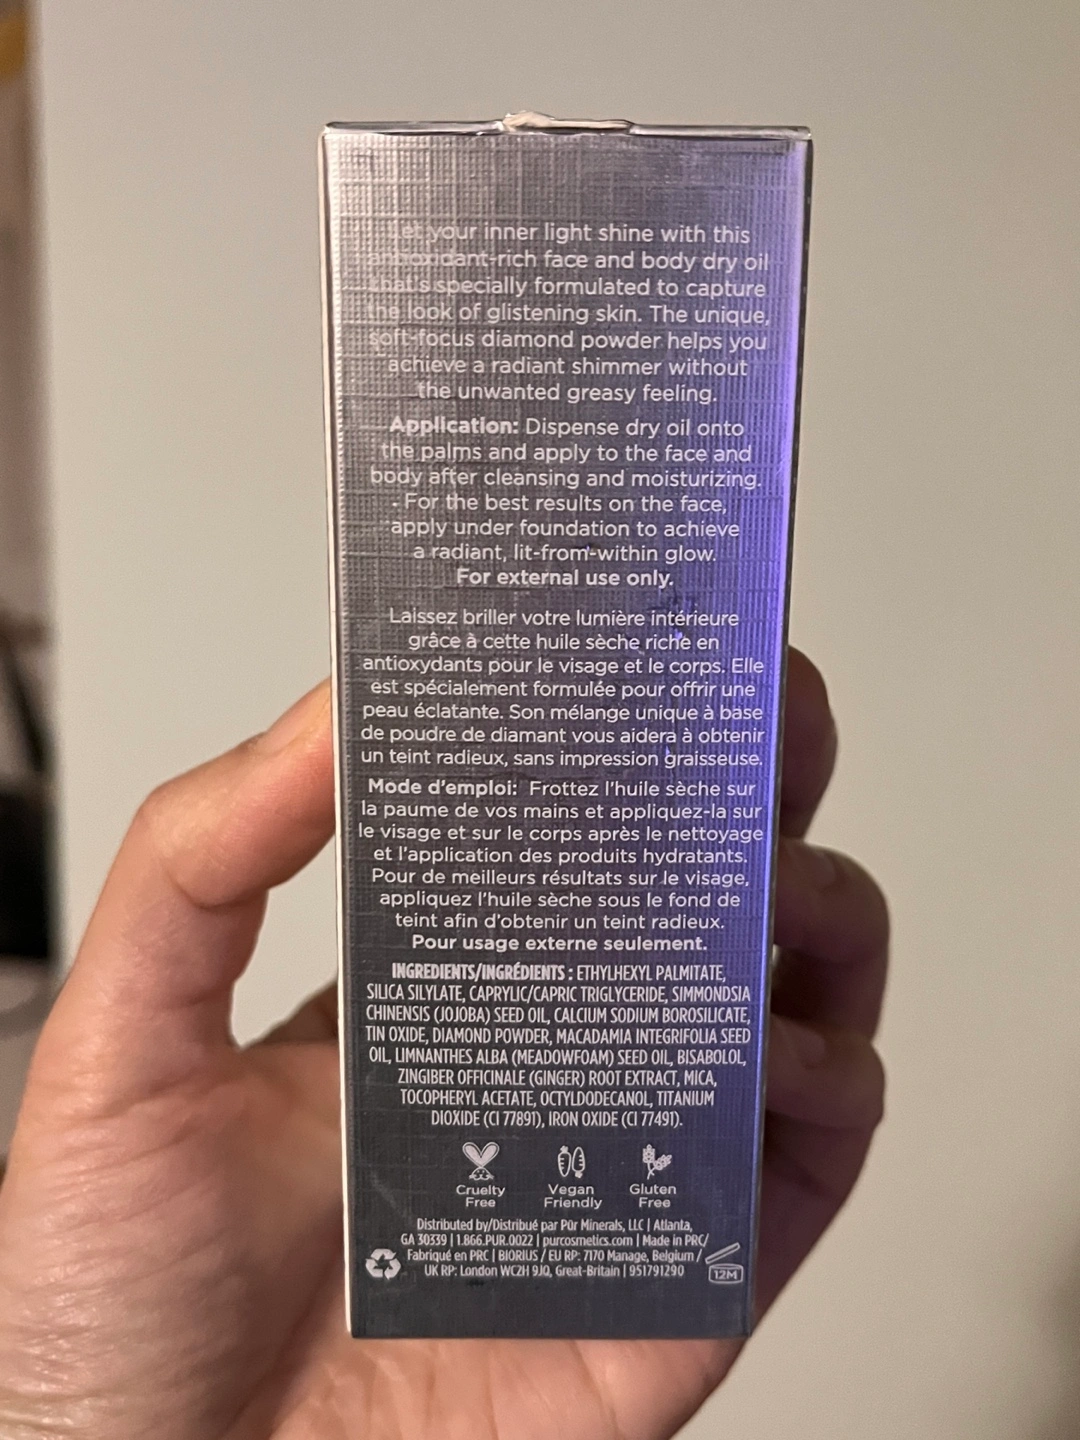 Let your inner light shine with this
antioxidant-rich face and body dry oil
that's specially formulated to capture
the look of glistening skin. The unique,
soft-focus diamond powder helps you
achieve a radiant shimmer without
the unwanted greasy feeling.
Application: Dispense dry oil onto
the palms and apply to the face and
body after cleansing and moisturizing.
- For the best results on the face,
apply under foundation to achieve
a radiant, lit-from-within glow.
For external use only.
Laissez briller votre lumière intérieure
grâce à cette huile sèche riche en
antioxydants pour le visage et le corps. Elle
est spécialement formulée pour offrir une
peau éclatante. Son mélange unique à base
de poudre de diamant vous aidera à obtenir
un teint radieux, sans impression graisseuse.
Mode d'emploi: Frottez l'huile sèche sur
la paume de vos mains et appliquez-la sur
le visage et sur le corps après le nettoyage
et l'application des produits hydratants.
Pour de meilleurs résultats sur le visage,
appliquez l'huile sèche sous le fond de
teint afin d'obtenir un teint radieux.
Pour usage externe seulement.
INGREDIENTS/INGRÉDIENTS : ETHYLHEXYL PALMITATE,
SILICA SILYLATE, CAPRYLIC/CAPRIC TRIGLYCERIDE, SIMMONDSIA
CHINENSIS (JOJOBA) SEED OIL, CALCIUM SODIUM BOROSILICATE,
TIN OXIDE, DIAMOND POWDER, MACADAMIA INTEGRIFOLIA SEED
OIL, LIMNANTHES ALBA (MEADOWFOAM) SEED OIL, BISABOLOL,
ZINGIBER OFFICINALE (GINGER) ROOT EXTRACT, MICA,
TOCOPHERYL ACETATE, OCTYLDODECANOL, TITANIUM
DIOXIDE (CI 77891), IRON OXIDE (CI 77491).
Cruelty Free
Vegan Friendly
Gluten Free
Distributed by/Distribué par Pūr Minerals, LLC | Atlanta,
GA 30339 | 1.866.PUR.0022 | purcosmetics.com | Made in PRC/
Fabriqué en PRC | BIORIUS / EU RP: 7170 Manage, Belgium /
UK RP: London WC2H 9JQ, Great-Britain | 951791290
12M